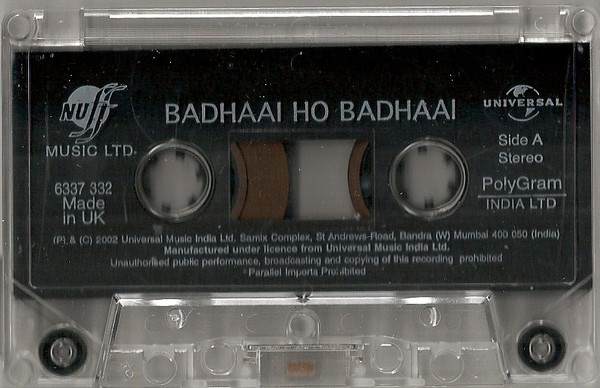 NUff
MUSIC LTD.
BADHAAI HO BADHAAI
UNIVERSAL
Side A
Stereo
6337 332
Made
in UK
PolyGram
INDIA LTD
(P) & (C) 2002 Universal Music India Ltd. Samix Complex, St Andrews-Road, Bandra (W) Mumbai 400 050 (India)
Manufactured under licence from Universal Music India Ltd.
Unauthorised public performance, broadcasting and copying of this recording prohibited
Parallel Imports Prohibited